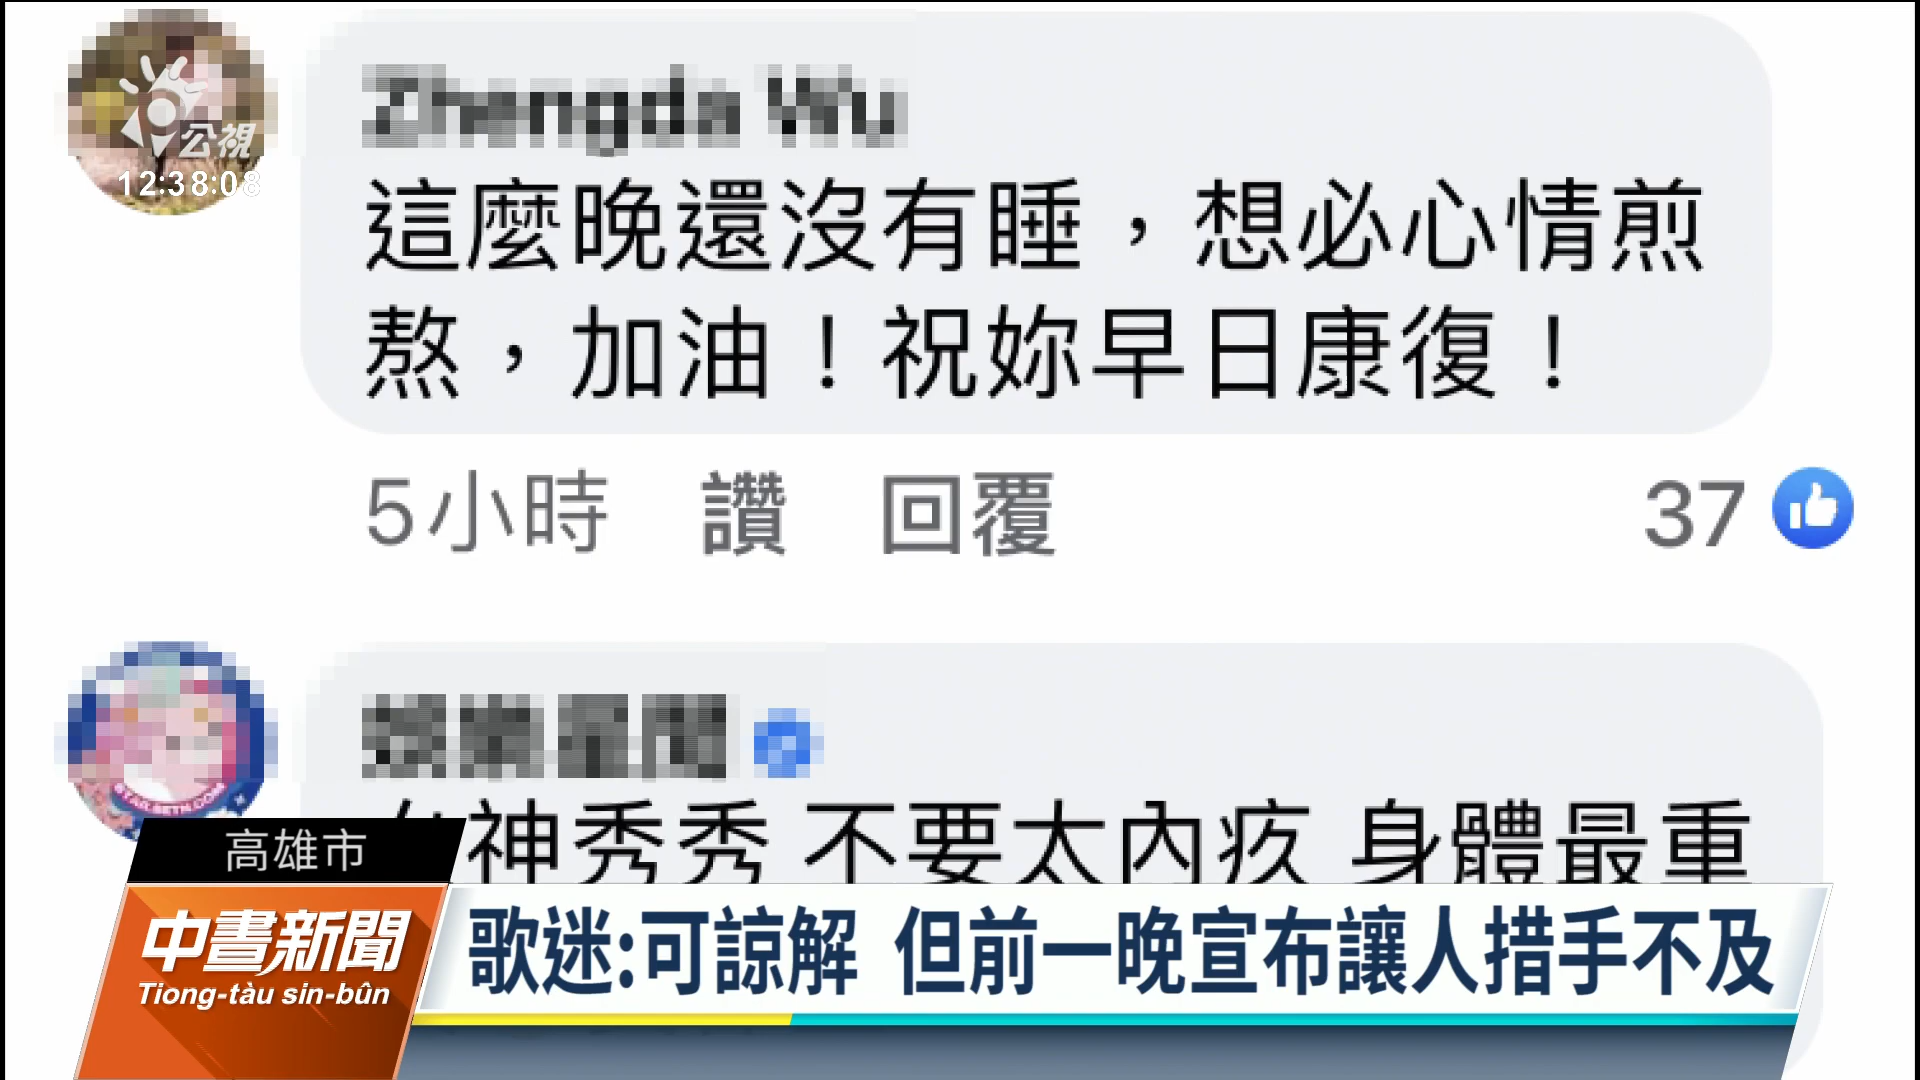 公視
12:38:08
這麼晚還沒有睡，想必心情煎
熬，加油！祝妳早日康復！
5小時 讚 回覆 37
神秀秀 不要太內疚 身體最重
高雄市
中晝新聞
Tiong-tàu sin-bûn
歌迷:可諒解 但前一晚宣布讓人措手不及